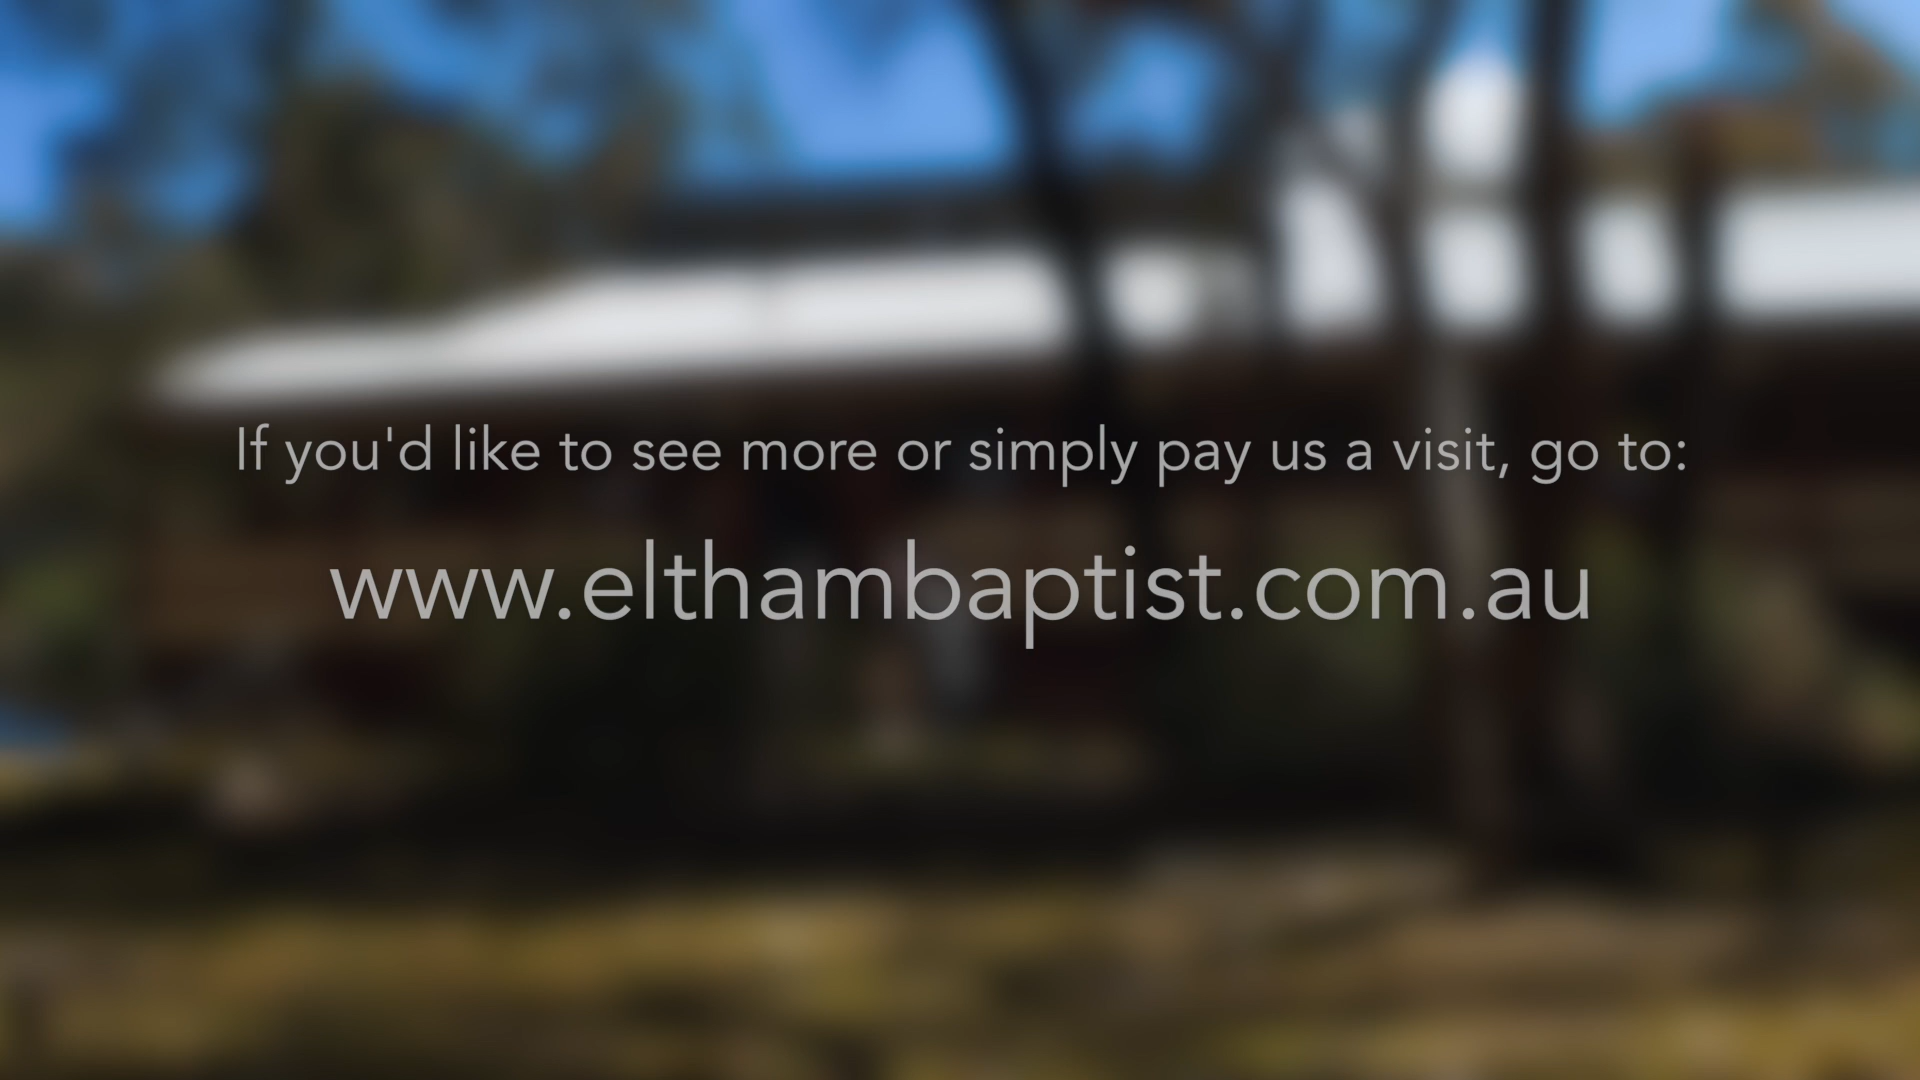 If you'd like to see more or simply pay us a visit, go to:
www.elthambaptist.com.au